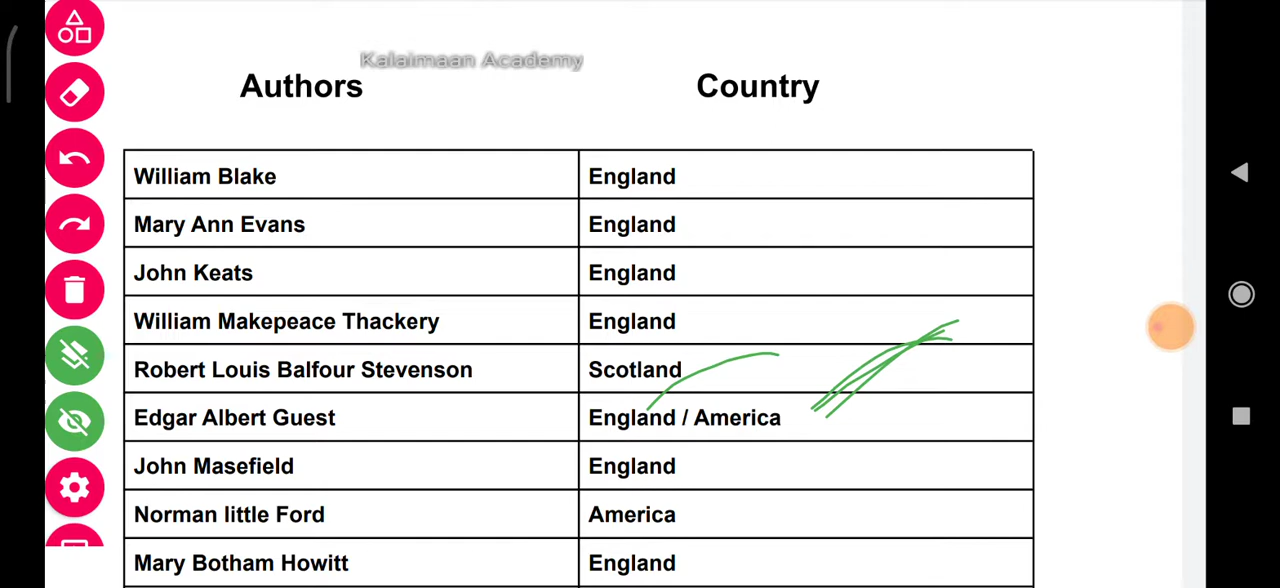 Kalaimaan Academy
Authors Country
William Blake England
Mary Ann Evans England
John Keats England
William Makepeace Thackery England
Robert Louis Balfour Stevenson Scotland
Edgar Albert Guest England / America
John Masefield England
Norman little Ford America
Mary Botham Howitt England